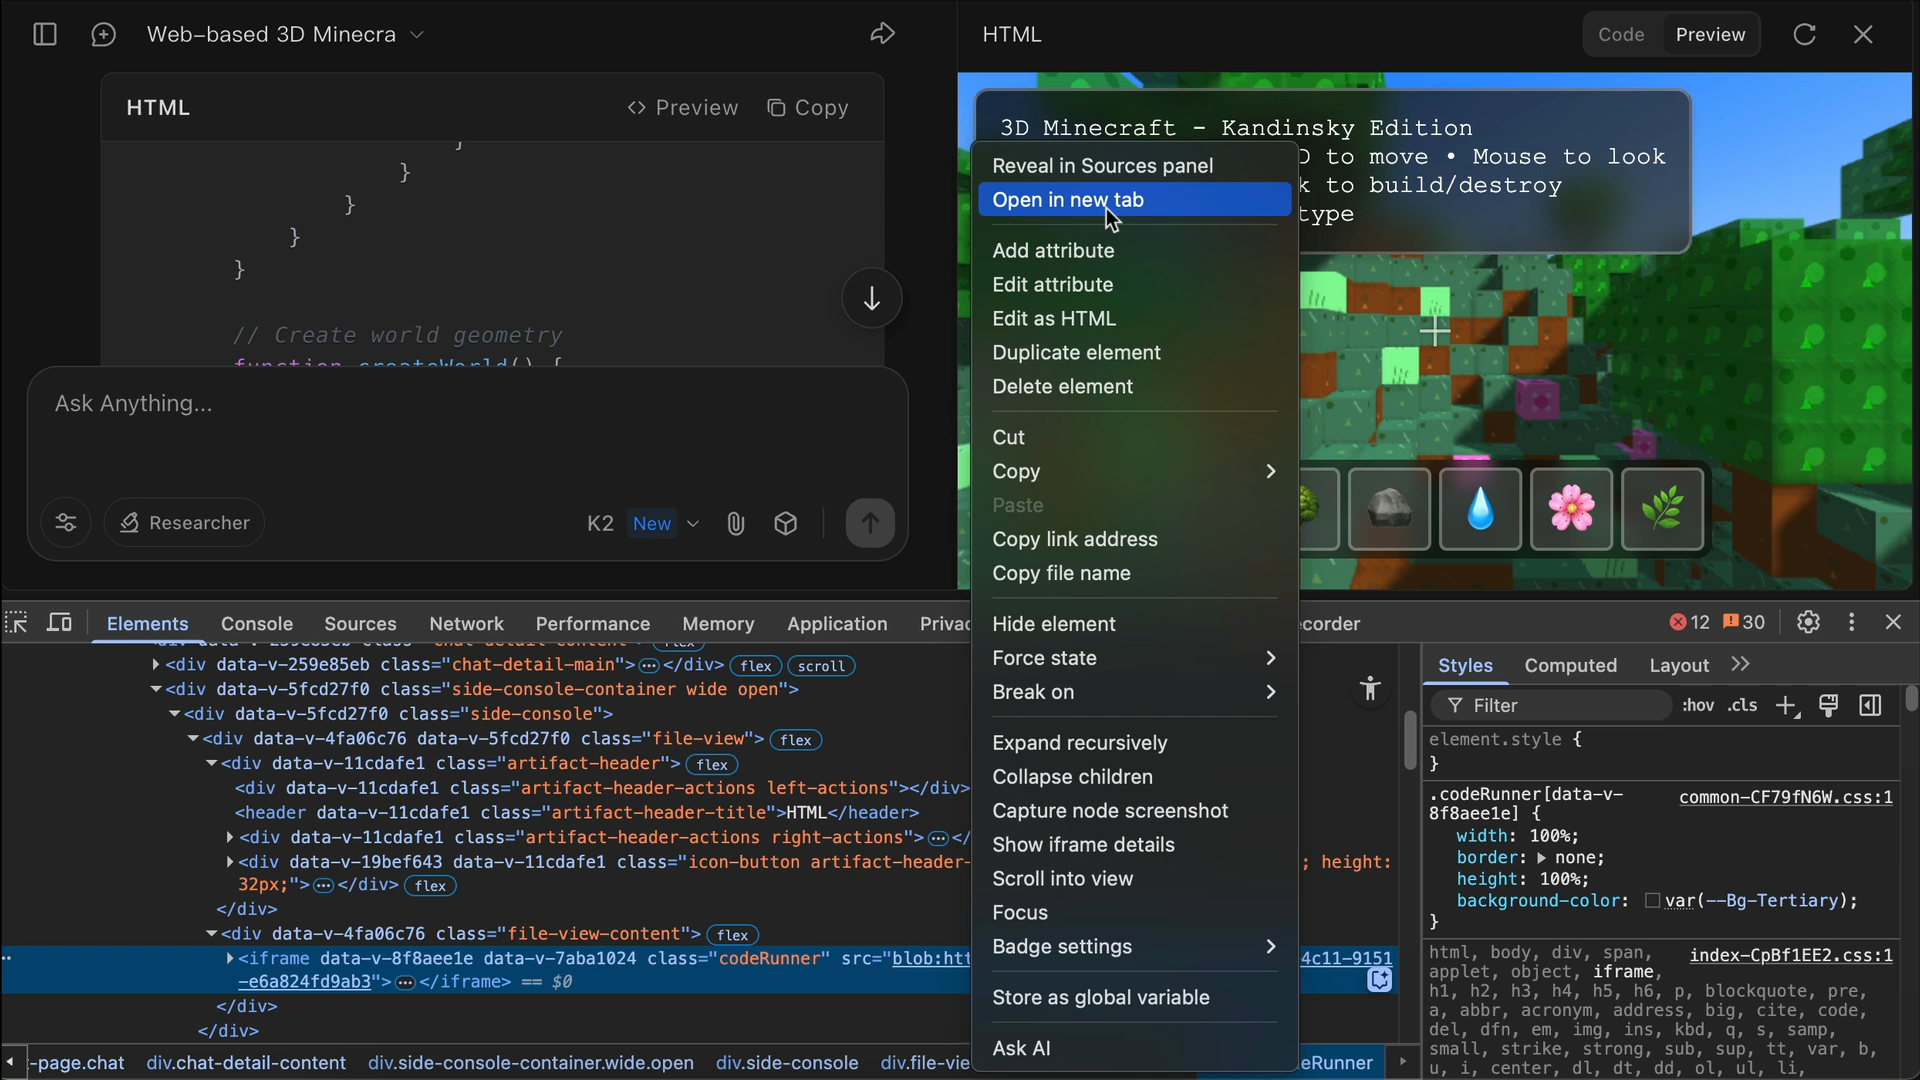 Web-based 3D Minecra
HTML
Code
Preview
HTML
Preview
Copy
}
}
}
}
}
// Create world geometry
function createWorld() {
Ask Anything...
Researcher
K2
New
3D Minecraft - Kandinsky Edition
D to move • Mouse to look
k to build/destroy
type
Reveal in Sources panel
Open in new tab
Add attribute
Edit attribute
Edit as HTML
Duplicate element
Delete element
Cut
Copy
Paste
Copy link address
Copy file name
Hide element
Force state
Break on
Expand recursively
Collapse children
Capture node screenshot
Show iframe details
Scroll into view
Focus
Badge settings
Store as global variable
Ask AI
Elements
Console
Sources
Network
Performance
Memory
Application
Privac
ecorder
12
30
<div data-v-259e85eb class="chat-detail-main">⋯</div> flex scroll
<div data-v-5fcd27f0 class="side-console-container wide open">
<div data-v-5fcd27f0 class="side-console">
<div data-v-4fa06c76 data-v-5fcd27f0 class="file-view"> flex
<div data-v-11cdafe1 class="artifact-header"> flex
<div data-v-11cdafe1 class="artifact-header-actions left-actions"></div>
<header data-v-11cdafe1 class="artifact-header-title">HTML</header>
<div data-v-11cdafe1 class="artifact-header-actions right-actions">⋯</
<div data-v-19bef643 data-v-11cdafe1 class="icon-button artifact-header- ; height:
32px;">⋯</div> flex
</div>
<div data-v-4fa06c76 class="file-view-content"> flex
<iframe data-v-8f8aee1e data-v-7aba1024 class="codeRunner" src="blob:htt 4c11-9151
-e6a824fd9ab3">⋯</iframe> == $0
</div>
</div>
-page.chat
div.chat-detail-content
div.side-console-container.wide.open
div.side-console
div.file-vie
eRunner
Styles
Computed
Layout
Filter
:hov
.cls
element.style {
}
.codeRunner[data-v- common-CF79fN6W.css:1
8f8aee1e] {
width: 100%;
border: none;
height: 100%;
background-color: var(--Bg-Tertiary);
}
html, body, div, span, index-CpBf1EE2.css:1
applet, object, iframe,
h1, h2, h3, h4, h5, h6, p, blockquote, pre,
a, abbr, acronym, address, big, cite, code,
del, dfn, em, img, ins, kbd, q, s, samp,
small, strike, strong, sub, sup, tt, var, b,
u, i, center, dl, dt, dd, ol, ul, li,